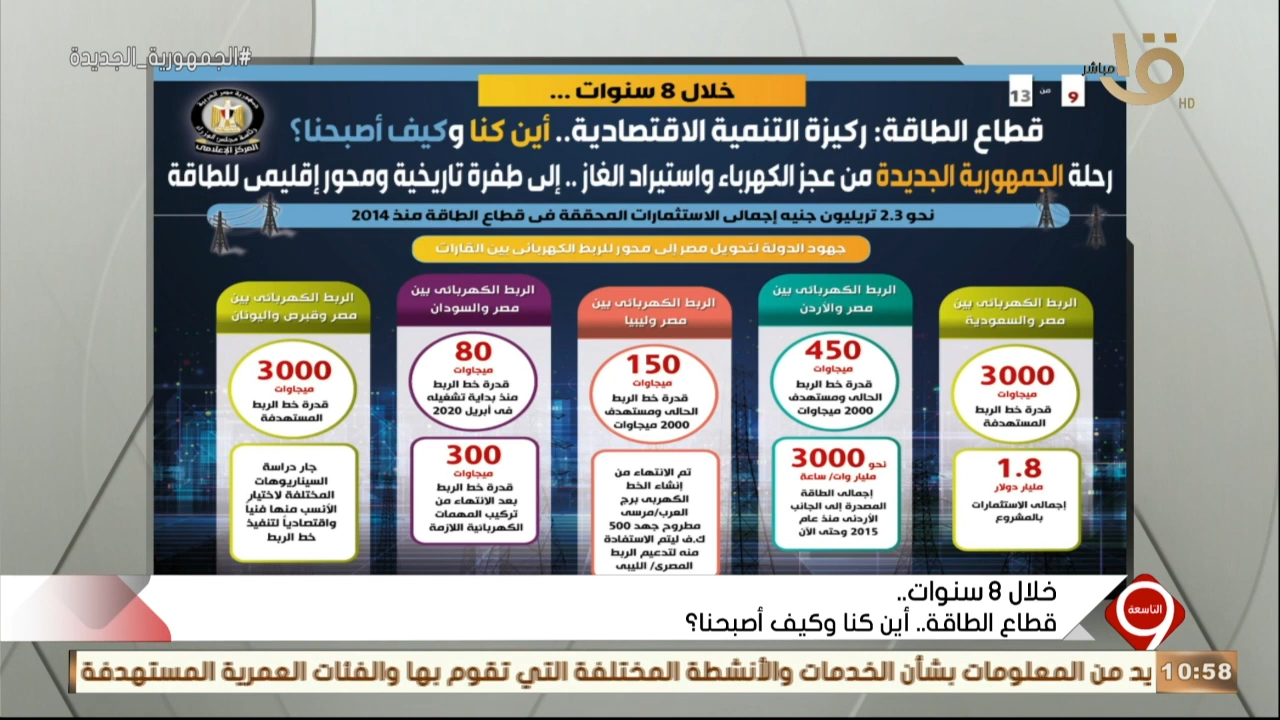 #الجمهورية_الجديدة
مباشر
HD
9 من 13
خلال 8 سنوات ...
قطاع الطاقة: ركيزة التنمية الاقتصادية.. أين كنا وكيف أصبحنا؟
رحلة الجمهورية الجديدة من عجز الكهرباء واستيراد الغاز .. إلى طفرة تاريخية ومحور إقليمى للطاقة
نحو 2.3 تريليون جنيه إجمالى الاستثمارات المحققة فى قطاع الطاقة منذ 2014
جهود الدولة لتحويل مصر إلى محور للربط الكهربائى بين القارات
الربط الكهربائى بين
مصر والسعودية
3000
ميجاوات
قدرة خط الربط
المستهدفة
1.8
مليار دولار
إجمالى الاستثمارات
بالمشروع
الربط الكهربائى بين
مصر والأردن
450
ميجاوات
قدرة خط الربط
الحالى ومستهدف
2000 ميجاوات
نحو 3000
مليار وات/ ساعة
إجمالى الطاقة
المصدرة إلى الجانب
الأردنى منذ عام
2015 وحتى الآن
الربط الكهربائى بين
مصر وليبيا
150
ميجاوات
قدرة خط الربط
الحالى ومستهدف
2000 ميجاوات
تم الانتهاء من
إنشاء الخط
الكهربى برج
العرب/مرسى
مطروح جهد 500
ك.ف ليتم الاستفادة
منه لتدعيم الربط
المصرى/ الليبى
الربط الكهربائى بين
مصر والسودان
80
ميجاوات
قدرة خط الربط
منذ بداية تشغيله
فى أبريل 2020
300
ميجاوات
قدرة خط الربط
بعد الانتهاء من
تركيب المهمات
الكهربائية اللازمة
الربط الكهربائى بين
مصر وقبرص واليونان
3000
ميجاوات
قدرة خط الربط
المستهدفة
جار دراسة
السيناريوهات
المختلفة لاختيار
الأنسب منها فنياً
واقتصادياً لتنفيذ
خط الربط
خلال 8 سنوات..
قطاع الطاقة.. أين كنا وكيف أصبحنا؟
التاسعة
10:58
يد من المعلومات بشأن الخدمات والأنشطة المختلفة التي تقوم بها والفئات العمرية المستهدفة